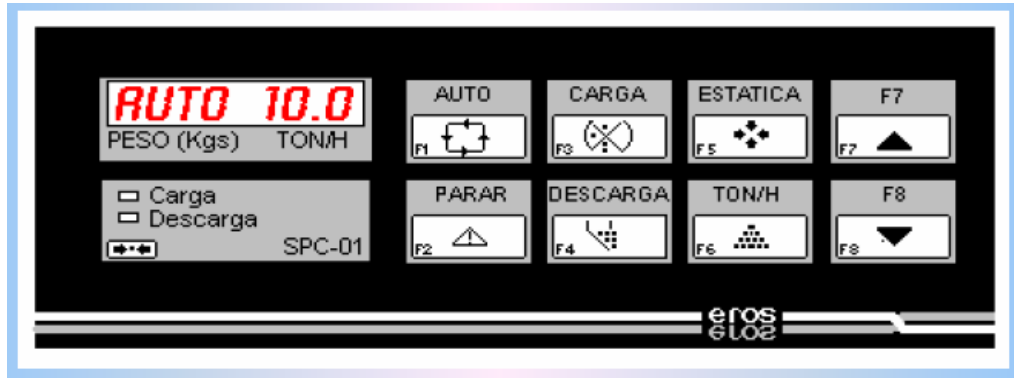 AUTO 10.0
PESO (Kgs) TON/H
Carga
Descarga
SPC-01
AUTO
F1
CARGA
F3
ESTATICA
F5
F7
F7
PARAR
F2
DESCARGA
F4
TON/H
F6
F8
F8
eros